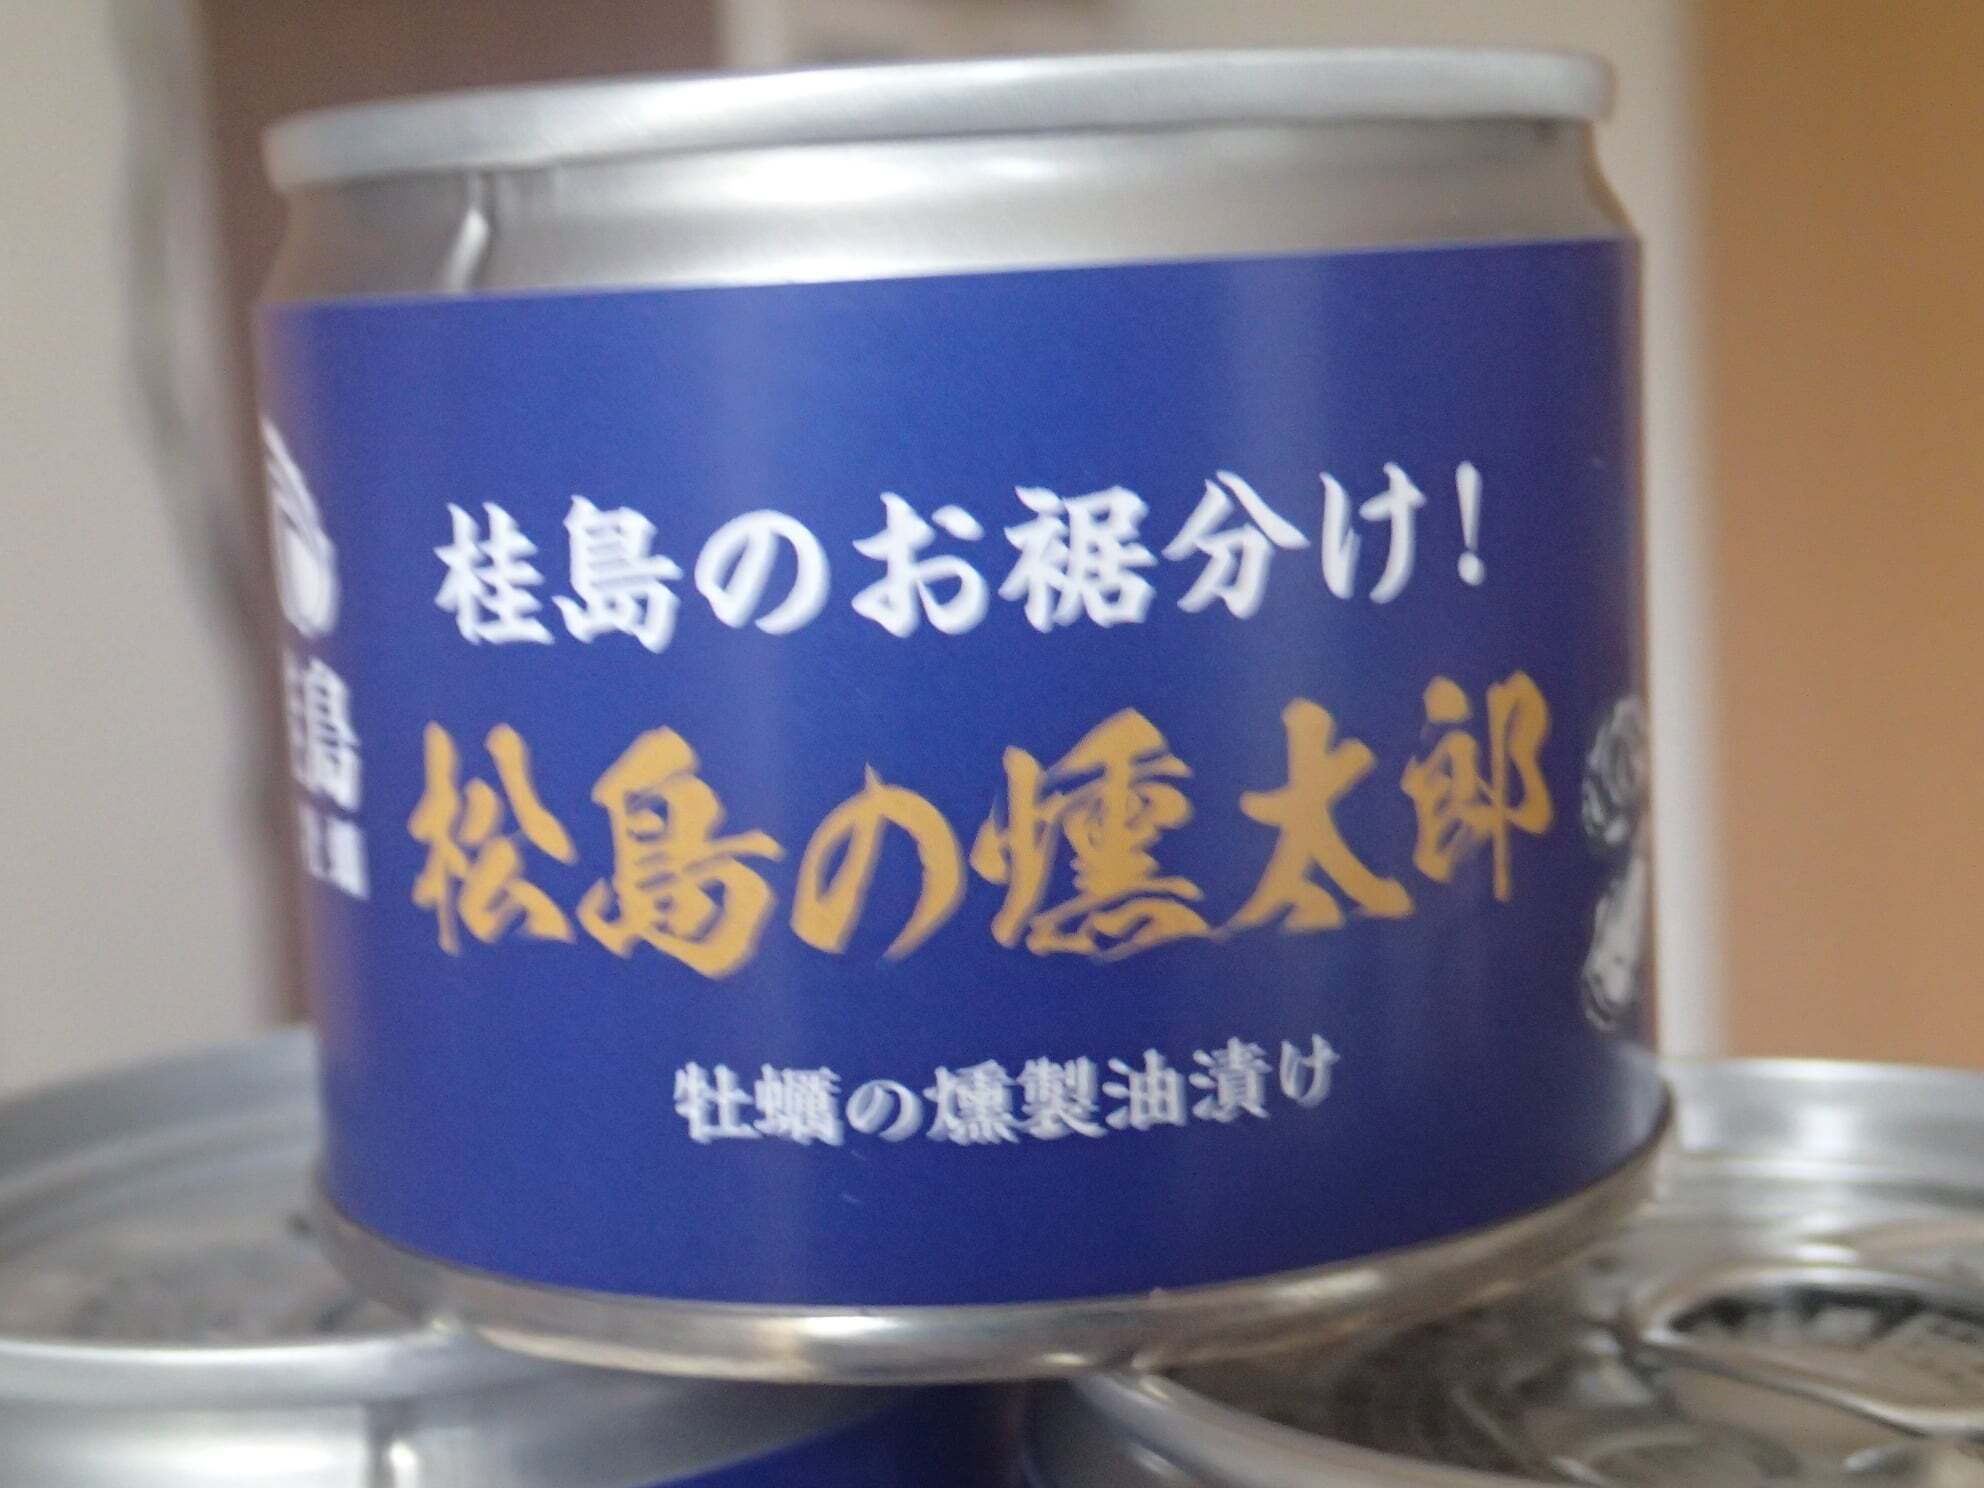 桂島のお裾分け!
松島の燻太郎
牡蠣の燻製油漬け
島